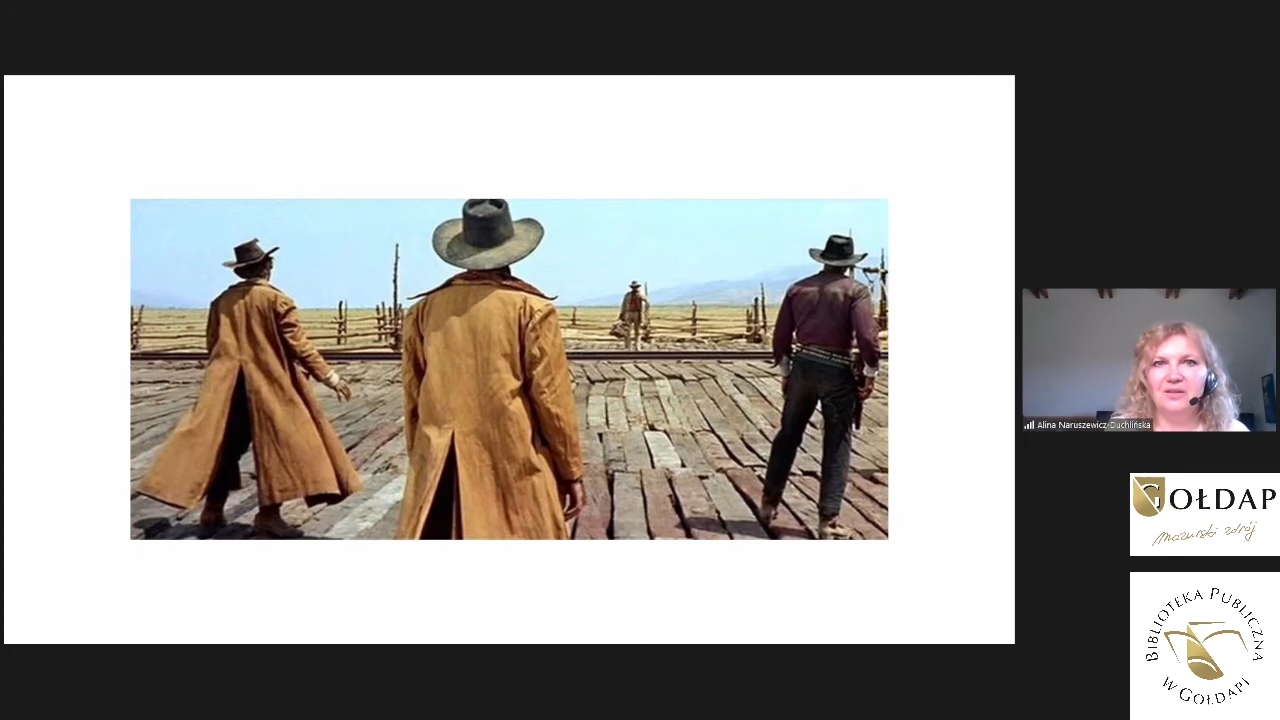 Alina Naruszewicz-Duchlińska
GOŁDAP
Mazurski zdrój
BIBLIOTEKA PUBLICZNA
W GOŁDAPI